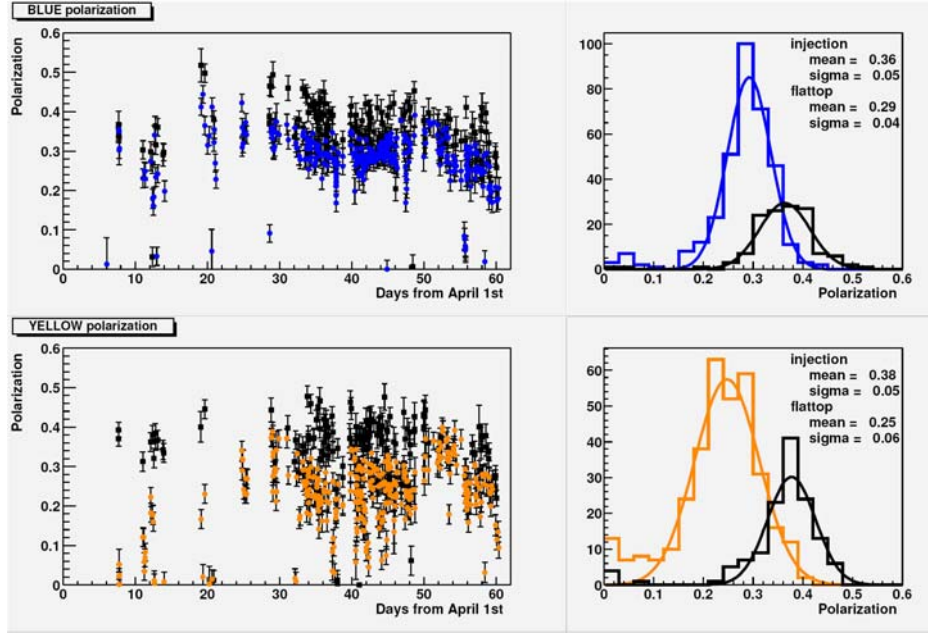 BLUE polarization
Polarization
0.6
0.5
0.4
0.3
0.2
0.1
0
0 10 20 30 40 50 60
Days from April 1st
100
80
60
40
20
0
0 0.1 0.2 0.3 0.4 0.5 0.6
Polarization
injection
mean = 0.36
sigma = 0.05
flattop
mean = 0.29
sigma = 0.04
YELLOW polarization
Polarization
0.6
0.5
0.4
0.3
0.2
0.1
0
0 10 20 30 40 50 60
Days from April 1st
60
50
40
30
20
10
0
0 0.1 0.2 0.3 0.4 0.5 0.6
Polarization
injection
mean = 0.38
sigma = 0.05
flattop
mean = 0.25
sigma = 0.06